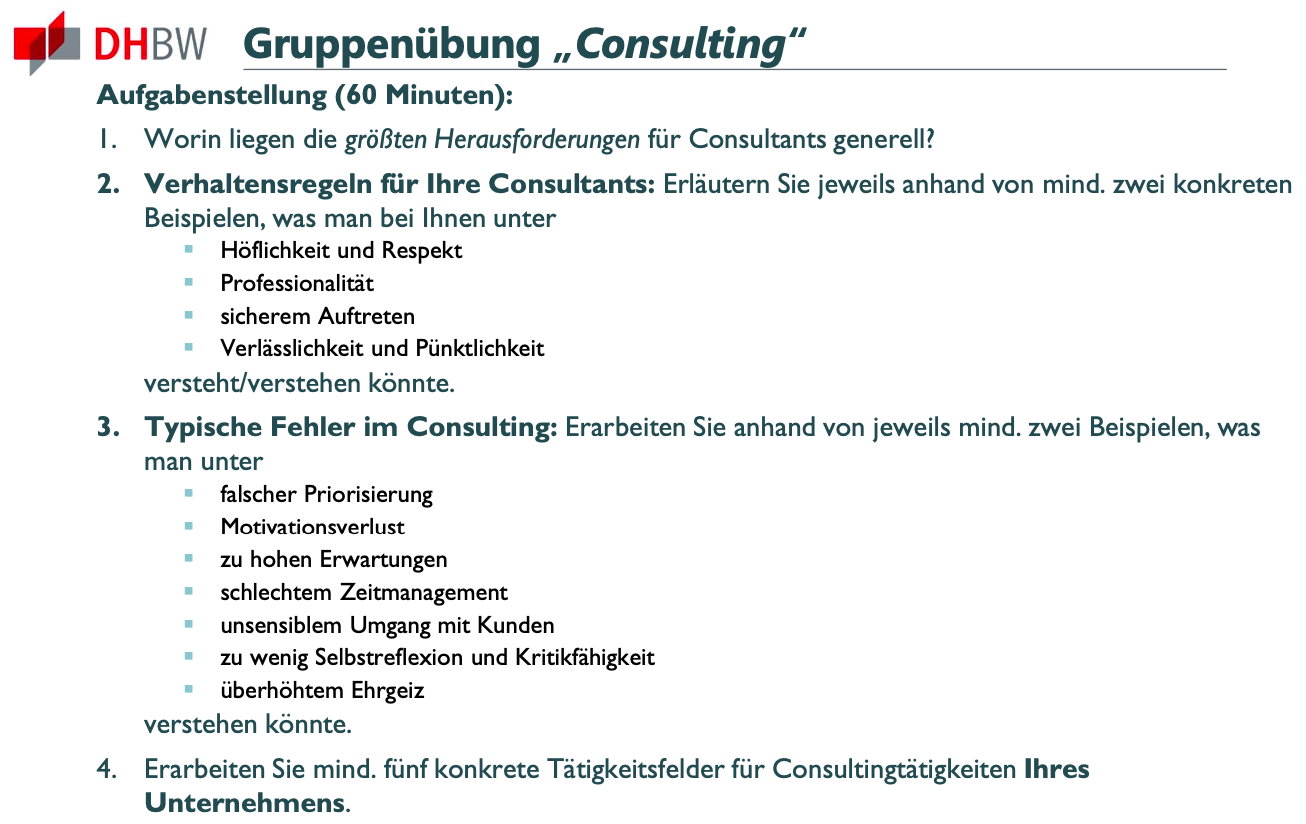 DHBW
Gruppenübung „Consulting“
Aufgabenstellung (60 Minuten):
1. Worin liegen die größten Herausforderungen für Consultants generell?
2. Verhaltensregeln für Ihre Consultants: Erläutern Sie jeweils anhand von mind. zwei konkreten
Beispielen, was man bei Ihnen unter
▪ Höflichkeit und Respekt
▪ Professionalität
▪ sicherem Auftreten
▪ Verlässlichkeit und Pünktlichkeit
versteht/verstehen könnte.
3. Typische Fehler im Consulting: Erarbeiten Sie anhand von jeweils mind. zwei Beispielen, was
man unter
▪ falscher Priorisierung
▪ Motivationsverlust
▪ zu hohen Erwartungen
▪ schlechtem Zeitmanagement
▪ unsensiblem Umgang mit Kunden
▪ zu wenig Selbstreflexion und Kritikfähigkeit
▪ überhöhtem Ehrgeiz
verstehen könnte.
4. Erarbeiten Sie mind. fünf konkrete Tätigkeitsfelder für Consultingtätigkeiten Ihres
Unternehmens.